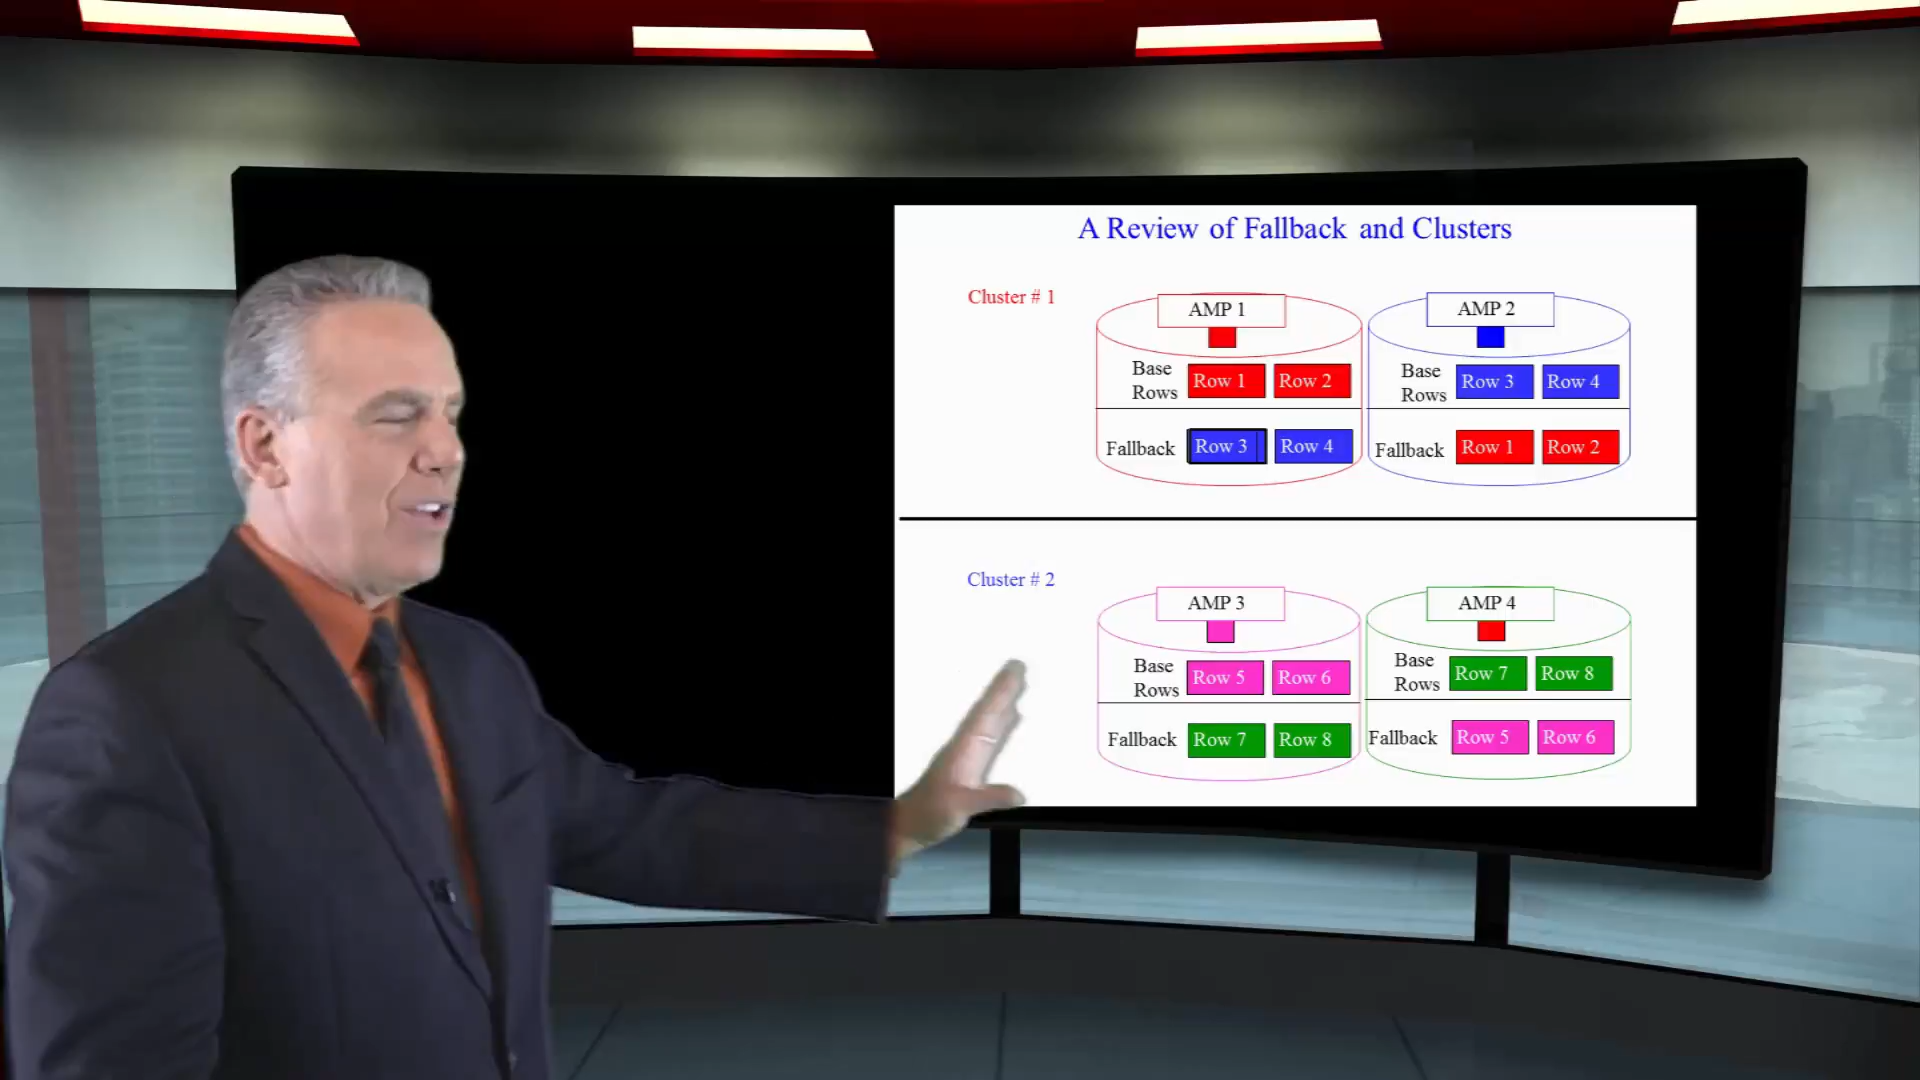 A Review of Fallback and Clusters
Cluster # 1
AMP 1
Base Rows
Row 1 Row 2
Fallback
Row 3 Row 4
AMP 2
Base Rows
Row 3 Row 4
Fallback
Row 1 Row 2
Cluster # 2
AMP 3
Base Rows
Row 5 Row 6
Fallback
Row 7 Row 8
AMP 4
Base Rows
Row 7 Row 8
Fallback
Row 5 Row 6